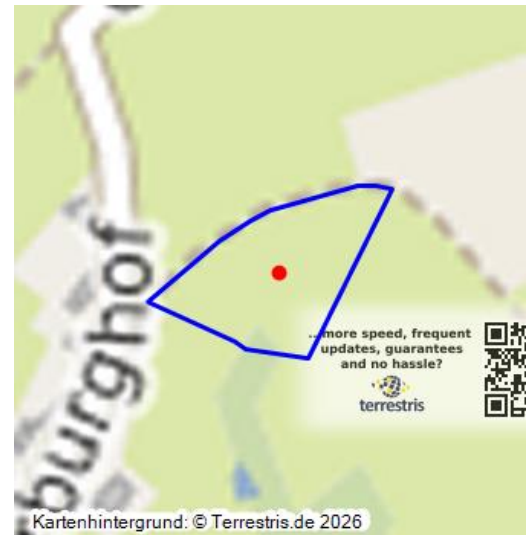 burghof
...more speed, frequent
updates, guarantees
and no hassle?
terrestris
Kartenhintergrund: © Terrestris.de 2026